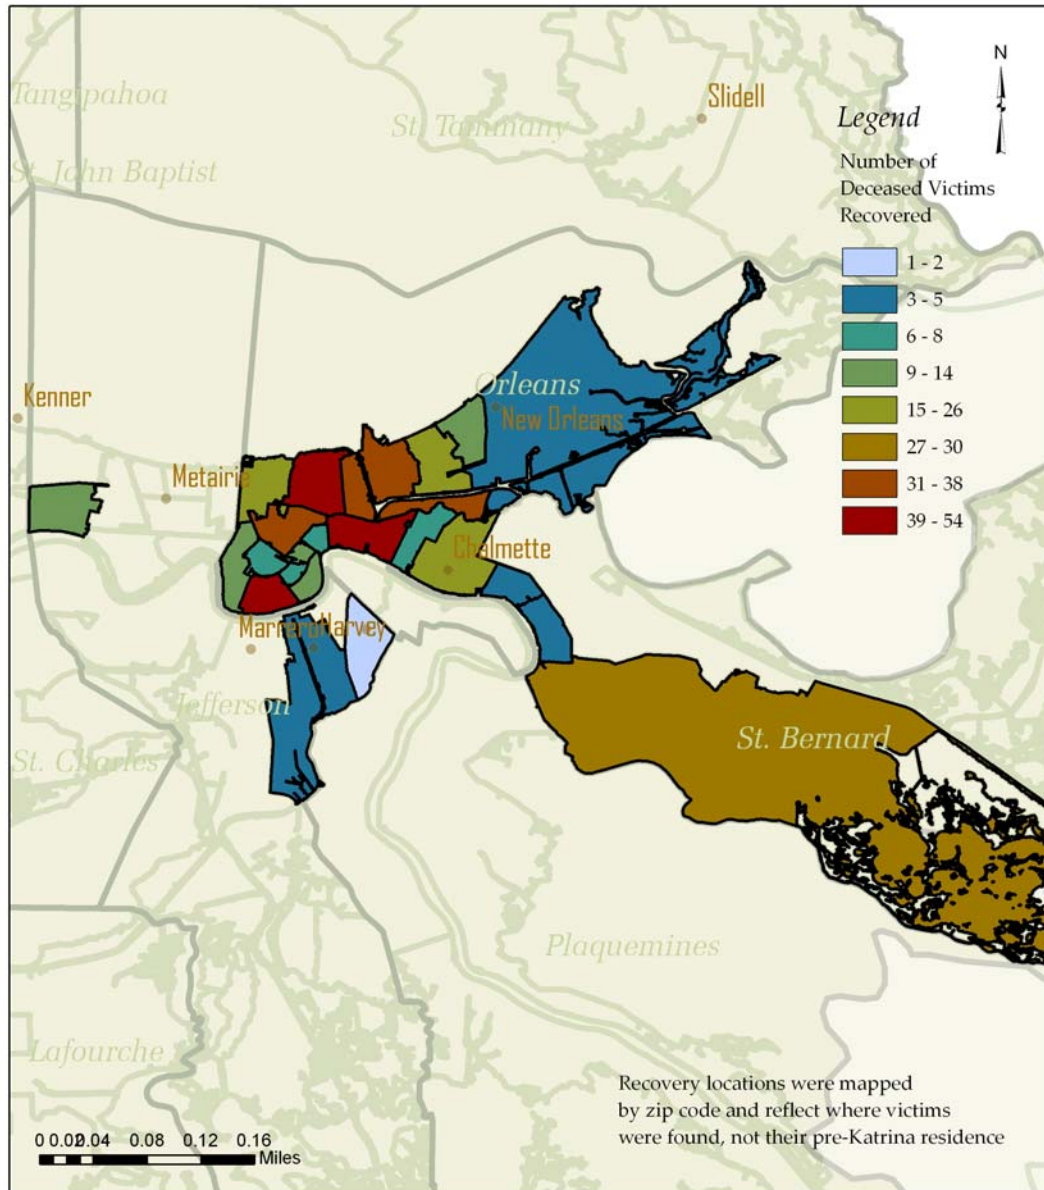 Tangipahoa
St. Tammany
St. John Baptist
Slidell
N
Legend
Number of
Deceased Victims
Recovered
1 - 2
3 - 5
6 - 8
9 - 14
15 - 26
27 - 30
31 - 38
39 - 54
Kenner
Metairie
Orleans
New Orleans
Chalmette
Marrero
Harvey
Jefferson
St. Charles
St. Bernard
Plaquemines
Lafourche
Recovery locations were mapped
by zip code and reflect where victims
were found, not their pre-Katrina residence
0 0.020.04 0.08 0.12 0.16
Miles